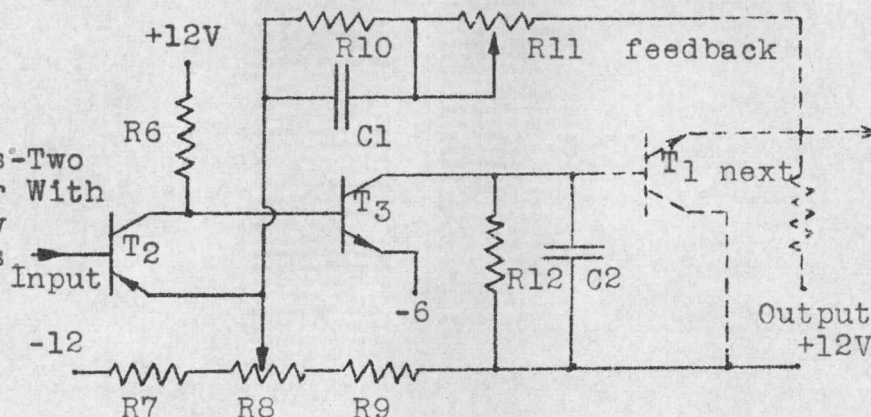 +12V
R10
R11
feedback
R6
C1
s-Two
r With
y
s
T2
T3
T1 next
Input
R12
C2
-6
-12
Output
+12V
R7
R8
R9